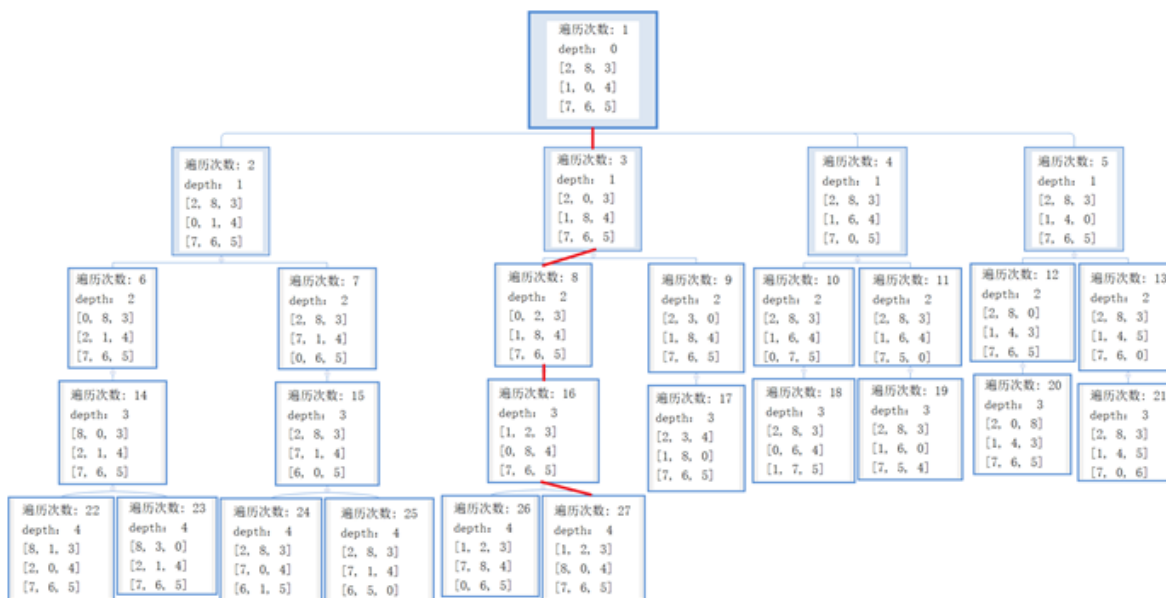 遍历次数: 1
depth: 0
[2, 8, 3]
[1, 0, 4]
[7, 6, 5]
遍历次数: 2
depth: 1
[2, 8, 3]
[0, 1, 4]
[7, 6, 5]
遍历次数: 3
depth: 1
[2, 0, 3]
[1, 8, 4]
[7, 6, 5]
遍历次数: 4
depth: 1
[2, 8, 3]
[1, 6, 4]
[7, 0, 5]
遍历次数: 5
depth: 1
[2, 8, 3]
[1, 4, 0]
[7, 6, 5]
遍历次数: 6
depth: 2
[0, 8, 3]
[2, 1, 4]
[7, 6, 5]
遍历次数: 7
depth: 2
[2, 8, 3]
[7, 1, 4]
[0, 6, 5]
遍历次数: 8
depth: 2
[0, 2, 3]
[1, 8, 4]
[7, 6, 5]
遍历次数: 9
depth: 2
[2, 3, 0]
[1, 8, 4]
[7, 6, 5]
遍历次数: 10
depth: 2
[2, 8, 3]
[1, 6, 4]
[0, 7, 5]
遍历次数: 11
depth: 2
[2, 8, 3]
[1, 6, 4]
[7, 5, 0]
遍历次数: 12
depth: 2
[2, 8, 0]
[1, 4, 3]
[7, 6, 5]
遍历次数: 13
depth: 2
[2, 8, 3]
[1, 4, 5]
[7, 6, 0]
遍历次数: 14
depth: 3
[8, 0, 3]
[2, 1, 4]
[7, 6, 5]
遍历次数: 15
depth: 3
[2, 8, 3]
[7, 1, 4]
[6, 0, 5]
遍历次数: 16
depth: 3
[1, 2, 3]
[0, 8, 4]
[7, 6, 5]
遍历次数: 17
depth: 3
[2, 3, 4]
[1, 8, 0]
[7, 6, 5]
遍历次数: 18
depth: 3
[2, 8, 3]
[0, 6, 4]
[1, 7, 5]
遍历次数: 19
depth: 3
[2, 8, 3]
[1, 6, 0]
[7, 5, 4]
遍历次数: 20
depth: 3
[2, 0, 8]
[1, 4, 3]
[7, 6, 5]
遍历次数: 21
depth: 3
[2, 8, 3]
[1, 4, 5]
[7, 0, 6]
遍历次数: 22
depth: 4
[8, 1, 3]
[2, 0, 4]
[7, 6, 5]
遍历次数: 23
depth: 4
[8, 3, 0]
[2, 1, 4]
[7, 6, 5]
遍历次数: 24
depth: 4
[2, 8, 3]
[7, 0, 4]
[6, 1, 5]
遍历次数: 25
depth: 4
[2, 8, 3]
[7, 1, 4]
[6, 5, 0]
遍历次数: 26
depth: 4
[1, 2, 3]
[7, 8, 4]
[0, 6, 5]
遍历次数: 27
depth: 4
[1, 2, 3]
[8, 0, 4]
[7, 6, 5]